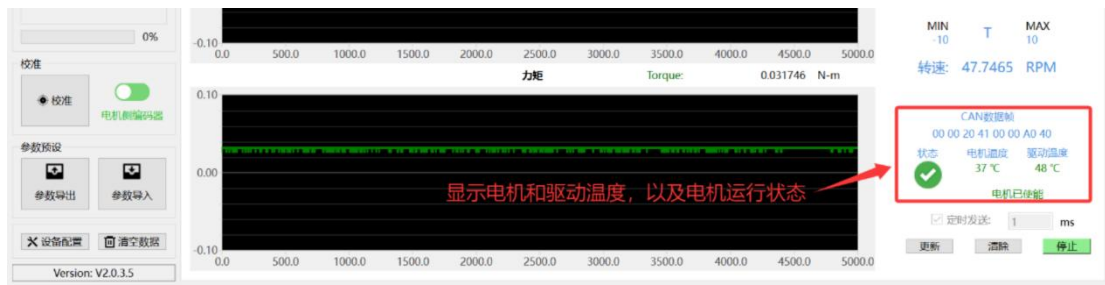 0%
校准
校准
电机侧编码器
参数预设
参数导出
参数导入
设备配置
清空数据
Version: V2.0.3.5
-0.10
0.0 500.0 1000.0 1500.0 2000.0 2500.0 3000.0 3500.0 4000.0 4500.0 5000.0
力矩 Torque: 0.031746 N-m
0.10
0.00
-0.10
0.0 500.0 1000.0 1500.0 2000.0 2500.0 3000.0 3500.0 4000.0 4500.0 5000.0
显示电机和驱动温度，以及电机运行状态
MIN T MAX
-10 10
转速: 47.7465 RPM
CAN数据帧
00 00 20 41 00 00 A0 40
状态 电机温度 驱动温度
37 ℃ 48 ℃
电机已使能
定时发送: 1 ms
更新 清除 停止